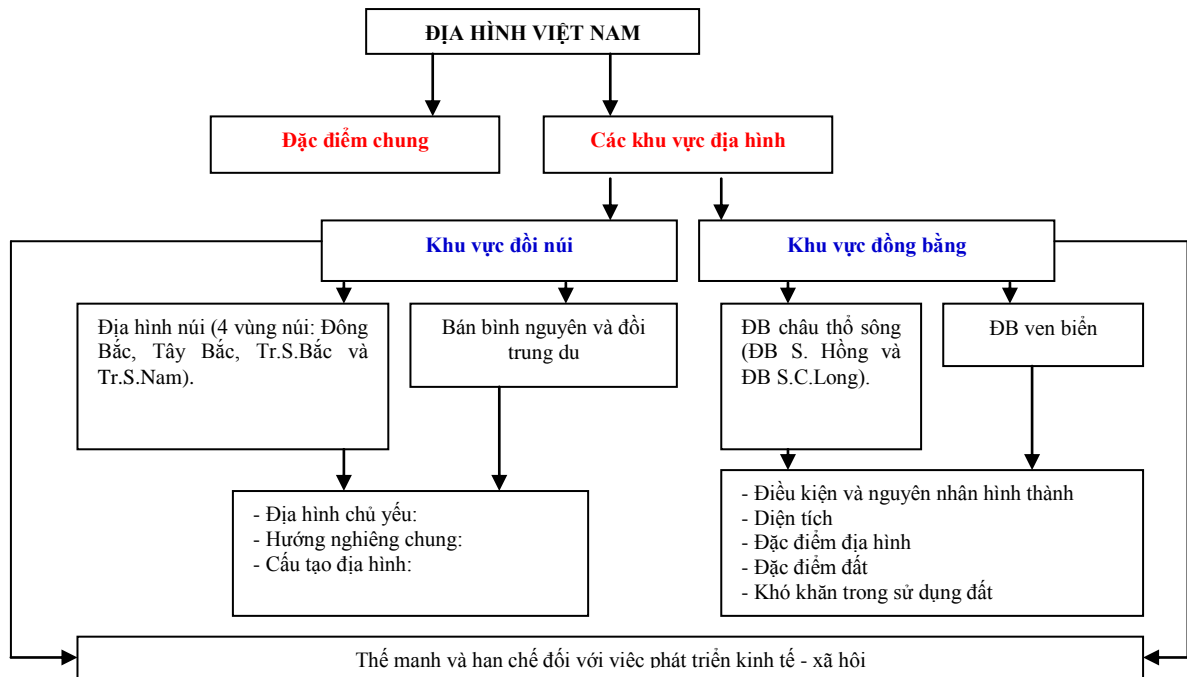 ĐỊA HÌNH VIỆT NAM
Đặc điểm chung
Các khu vực địa hình
Khu vực đồi núi
Khu vực đồng bằng
Địa hình núi (4 vùng núi: Đông
Bắc, Tây Bắc, Tr.S.Bắc và
Tr.S.Nam).
Bán bình nguyên và đồi
trung du
ĐB châu thổ sông
(ĐB S. Hồng và
ĐB S.C.Long).
ĐB ven biển
- Địa hình chủ yếu:
- Hướng nghiêng chung:
- Cấu tạo địa hình:
- Điều kiện và nguyên nhân hình thành
- Diện tích
- Đặc điểm địa hình
- Đặc điểm đất
- Khó khăn trong sử dụng đất
Thế mạnh và hạn chế đối với việc phát triển kinh tế - xã hội